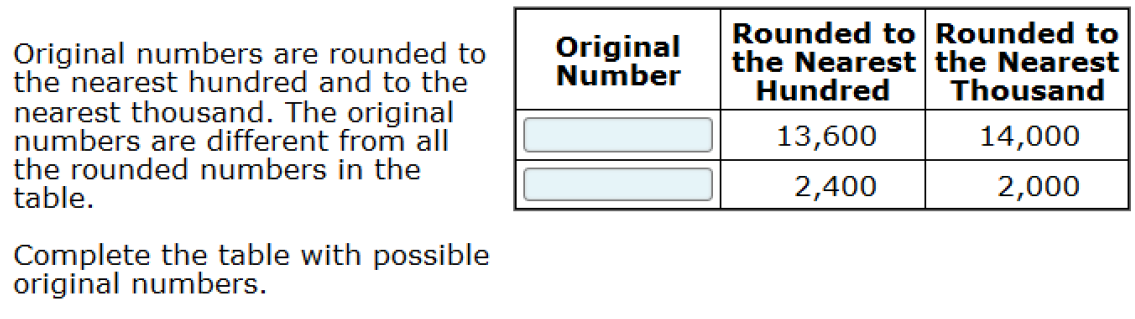 Original numbers are rounded to
the nearest hundred and to the
nearest thousand. The original
numbers are different from all
the rounded numbers in the
table.
Complete the table with possible
original numbers.
Original
Number
Rounded to
the Nearest
Hundred
Rounded to
the Nearest
Thousand
13,600
14,000
2,400
2,000